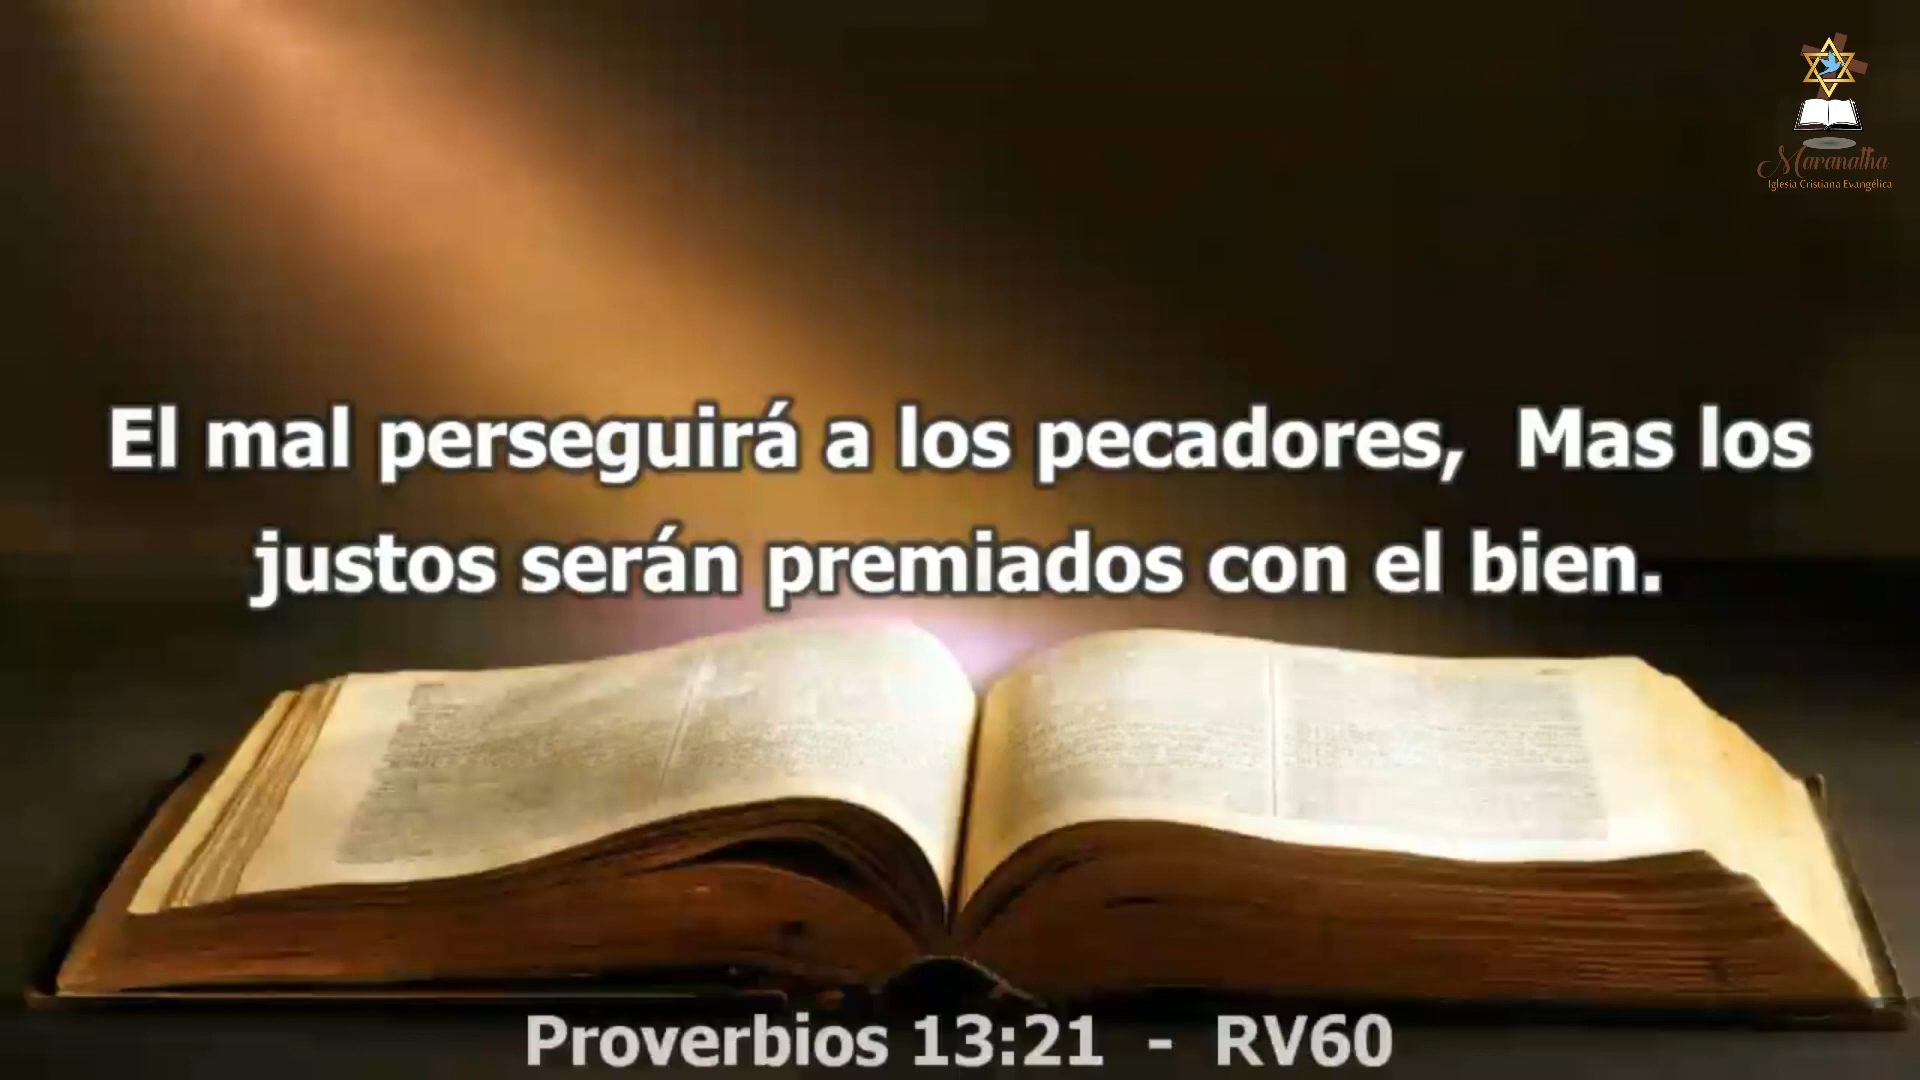 Maranatha
Iglesia Cristiana Evangélica
El mal perseguirá a los pecadores,  Mas los
justos serán premiados con el bien.
Proverbios 13:21  -  RV60